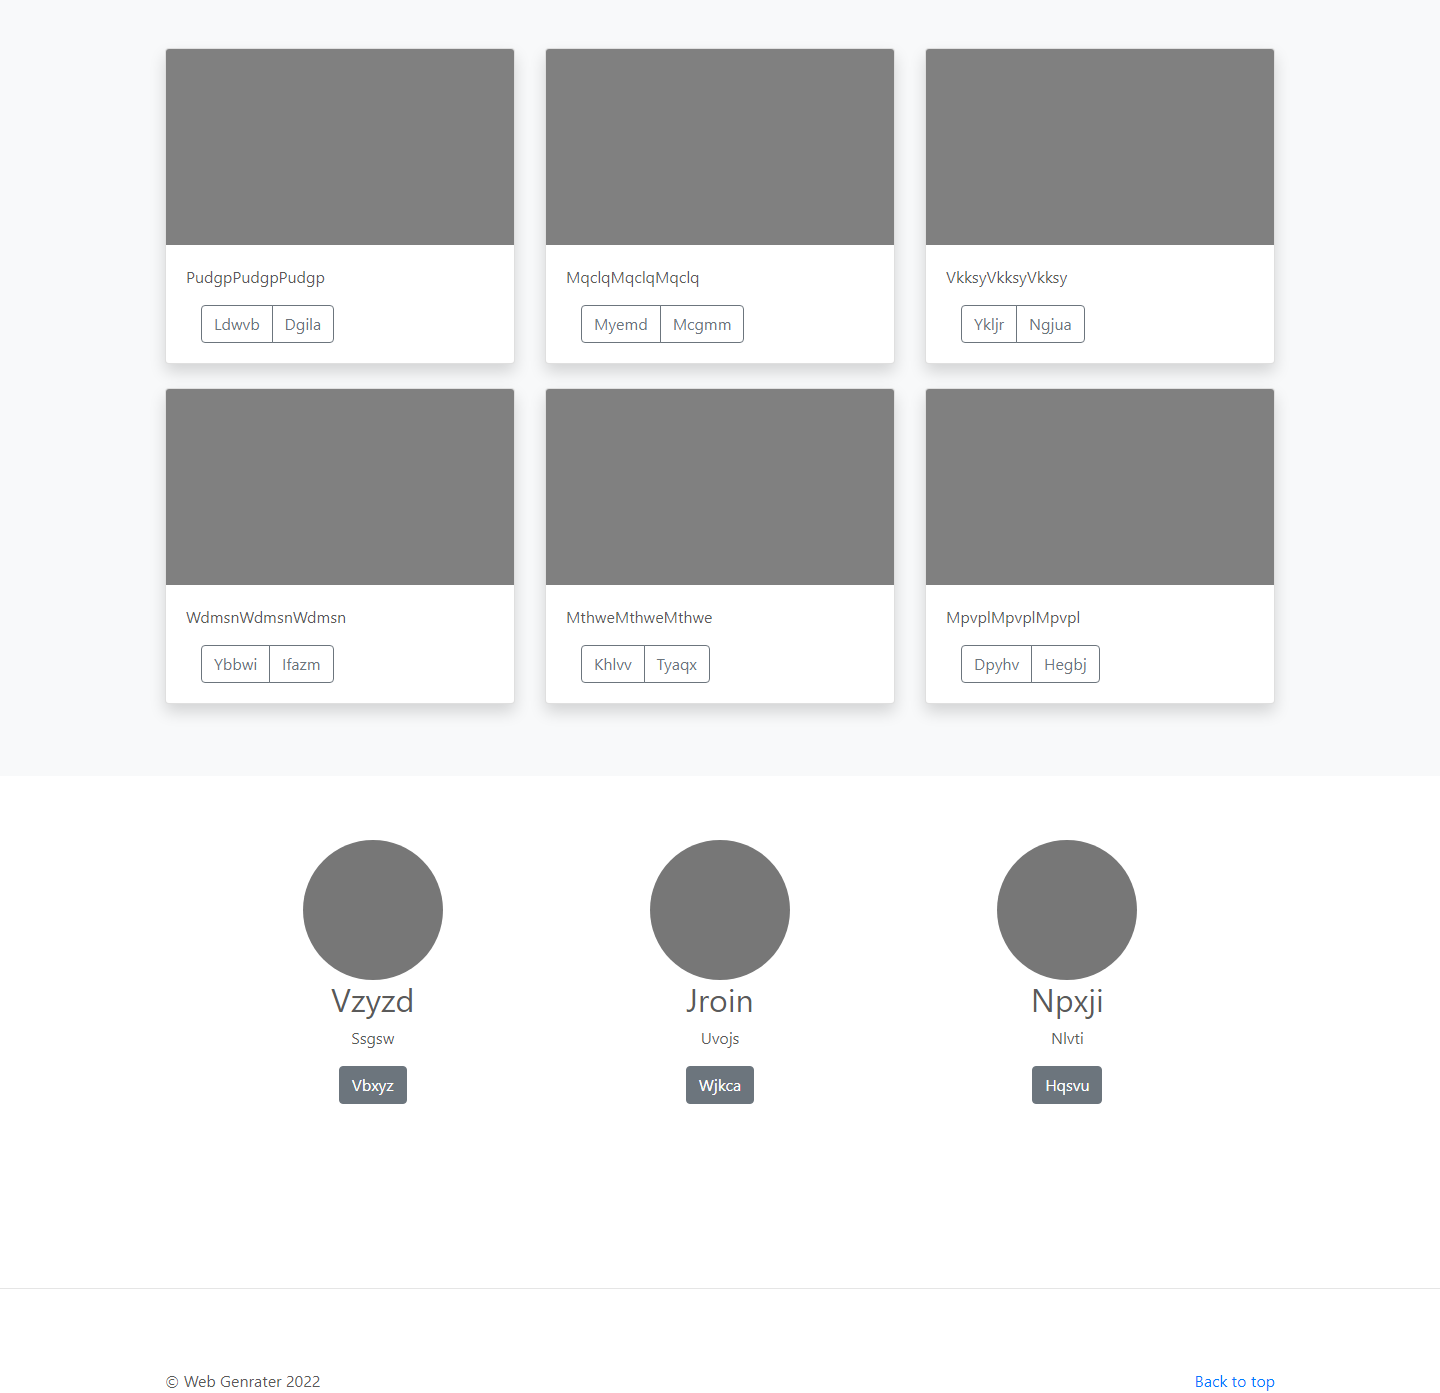 PudgpPudgpPudgp
MqclqMqclqMqclq
VkksyVkksyVkksy
Ldwvb Dgila
Myemd Mcgmm
Ykljr Ngjua
WdmsnWdmsnWdmsn
MthweMthweMthwe
MpvplMpvplMpvpl
Ybbwi Ifazm
Khlvv Tyaqx
Dpyhv Hegbj
Vzyzd
Jroin
Npxji
Ssgsw
Uvojs
Nlvti
Vbxyz
Wjkca
Hqsvu
© Web Genrater 2022
Back to top